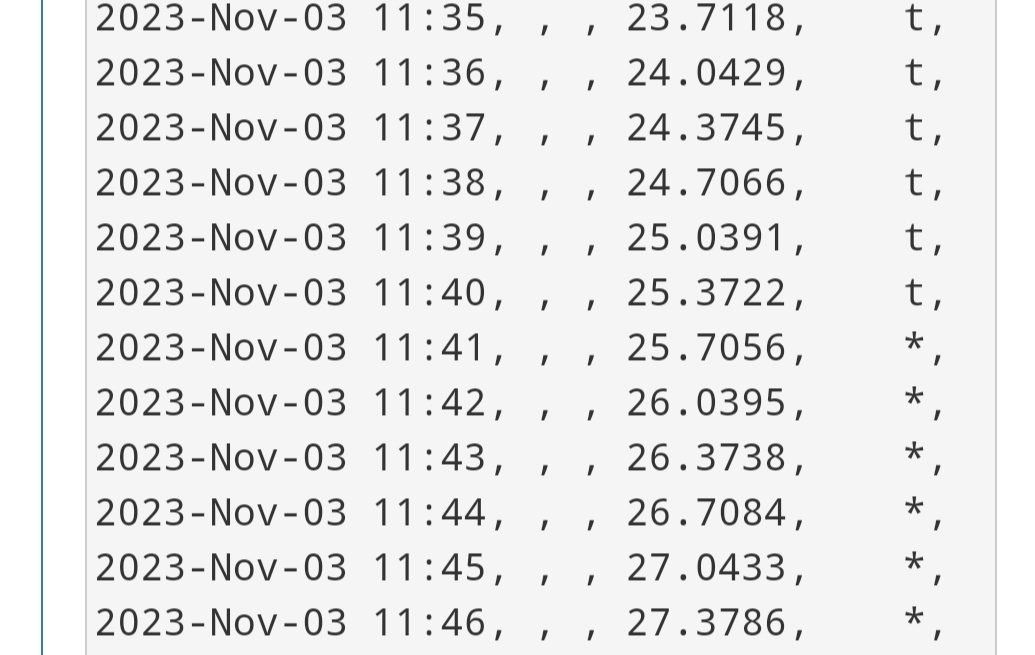 2023-Nov-03 11:35, , , 23.7118,    t,
2023-Nov-03 11:36, , , 24.0429,    t,
2023-Nov-03 11:37, , , 24.3745,    t,
2023-Nov-03 11:38, , , 24.7066,    t,
2023-Nov-03 11:39, , , 25.0391,    t,
2023-Nov-03 11:40, , , 25.3722,    t,
2023-Nov-03 11:41, , , 25.7056,    *,
2023-Nov-03 11:42, , , 26.0395,    *,
2023-Nov-03 11:43, , , 26.3738,    *,
2023-Nov-03 11:44, , , 26.7084,    *,
2023-Nov-03 11:45, , , 27.0433,    *,
2023-Nov-03 11:46, , , 27.3786,    *,